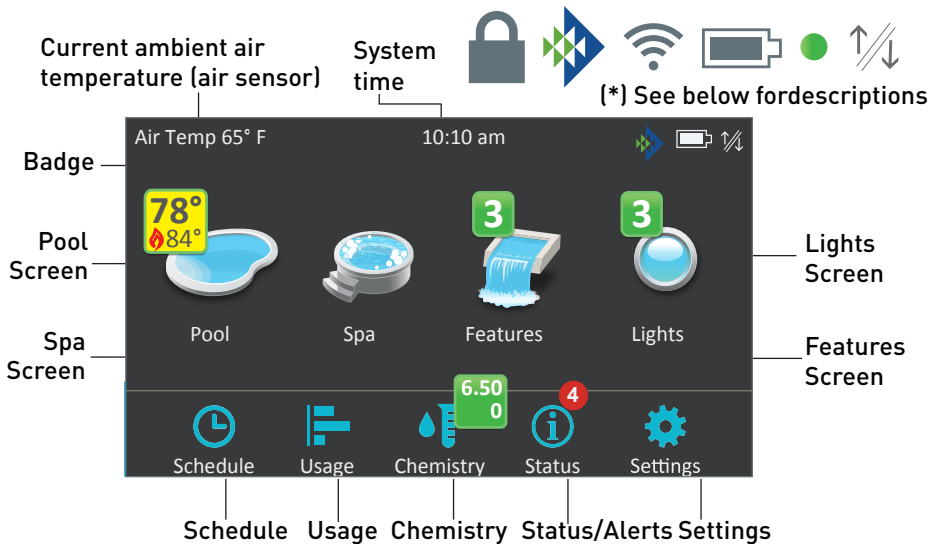 Current ambient air
temperature (air sensor)
System
time
(*) See below fordescriptions
Air Temp 65° F
10:10 am
Badge
78°
84°
3
3
Pool
Screen
Lights
Screen
Pool
Spa
Features
Lights
Spa
Screen
Features
Screen
6.50
0
4
Schedule
Usage
Chemistry
Status
Settings
Schedule
Usage
Chemistry
Status/Alerts
Settings